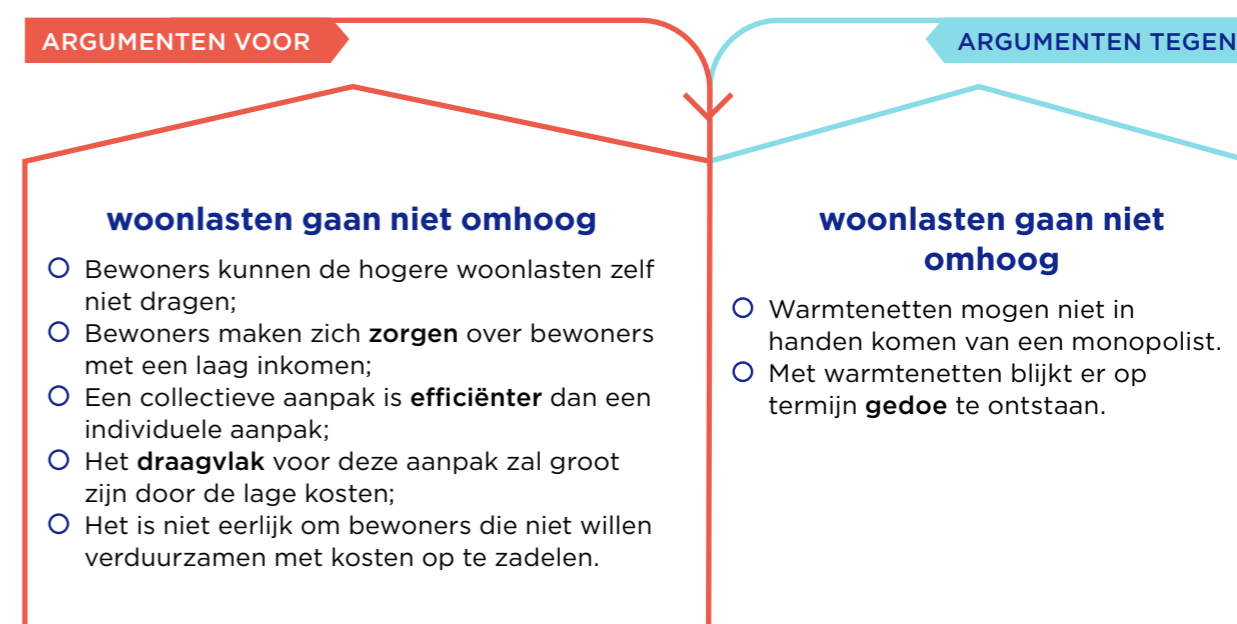 ARGUMENTEN VOOR
woonlasten gaan niet omhoog
Bewoners kunnen de hogere woonlasten zelf
niet dragen;
Bewoners maken zich zorgen over bewoners
met een laag inkomen;
Een collectieve aanpak is efficiënter dan een
individuele aanpak;
Het draagvlak voor deze aanpak zal groot
zijn door de lage kosten;
Het is niet eerlijk om bewoners die niet willen
verduurzamen met kosten op te zadelen.
ARGUMENTEN TEGEN
woonlasten gaan niet
omhoog
Warmtenetten mogen niet in
handen komen van een monopolist.
Met warmtenetten blijkt er op
termijn gedoe te ontstaan.